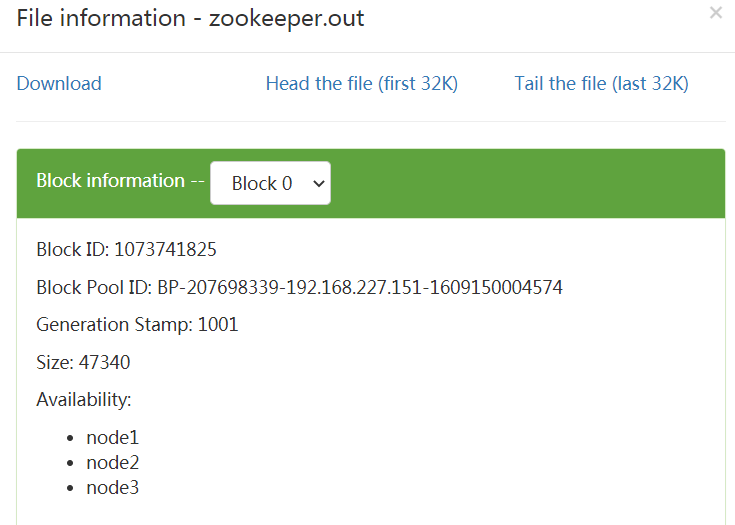 File information - zookeeper.out
×
Download Head the file (first 32K) Tail the file (last 32K)
Block information -- Block 0
Block ID: 1073741825
Block Pool ID: BP-207698339-192.168.227.151-1609150004574
Generation Stamp: 1001
Size: 47340
Availability:
• node1
• node2
• node3